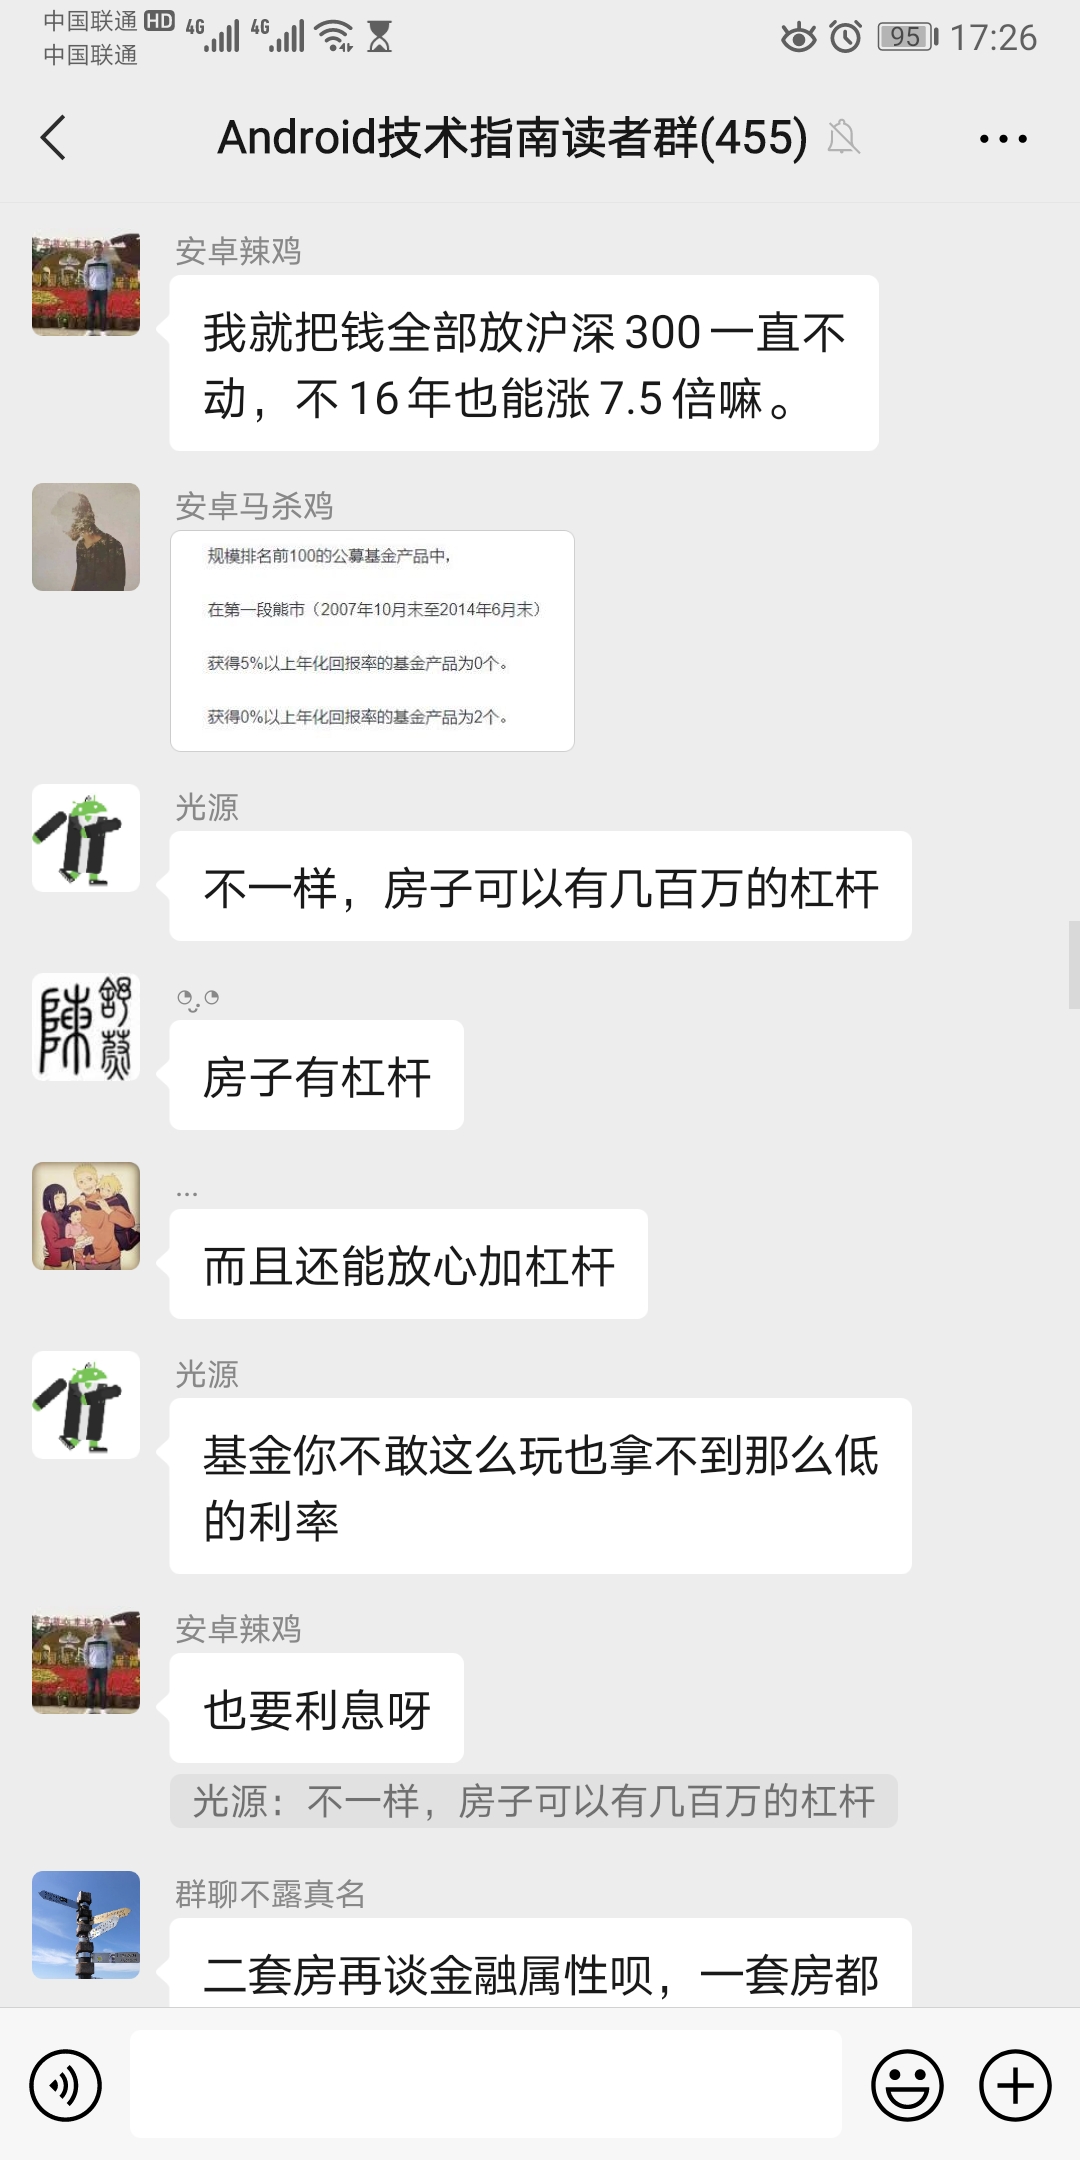 中国联通 HD 4G 4G 95 17:26
中国联通
Android技术指南读者群(455)
安卓辣鸡
我就把钱全部放沪深300一直不
动，不16年也能涨7.5倍嘛。
安卓马杀鸡
规模排名前100的公募基金产品中，
在第一段熊市（2007年10月末至2014年6月末）
获得5%以上年化回报率的基金产品为0个。
获得0%以上年化回报率的基金产品为2个。
光源
不一样，房子可以有几百万的杠杆
陳
房子有杠杆
...
而且还能放心加杠杆
光源
基金你不敢这么玩也拿不到那么低
的利率
安卓辣鸡
也要利息呀
光源：不一样，房子可以有几百万的杠杆
群聊不露真名
二套房再谈金融属性呗，一套房都